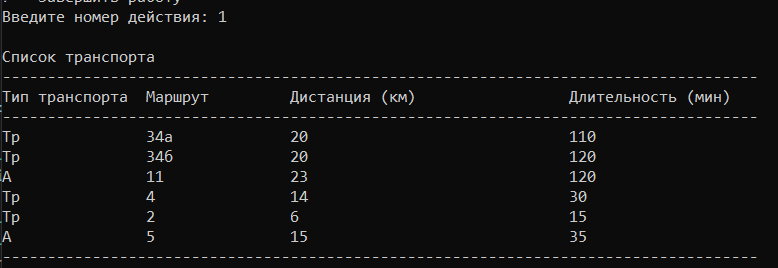 Завершить работу
Введите номер действия: 1
Список транспорта
--------------------------------------------------------------------------------------
Тип транспорта Маршрут Дистанция (км) Длительность (мин)
--------------------------------------------------------------------------------------
Тр 34а 20 110
Тр 34б 20 120
А 11 23 120
Тр 4 14 30
Тр 2 6 15
А 5 15 35
--------------------------------------------------------------------------------------